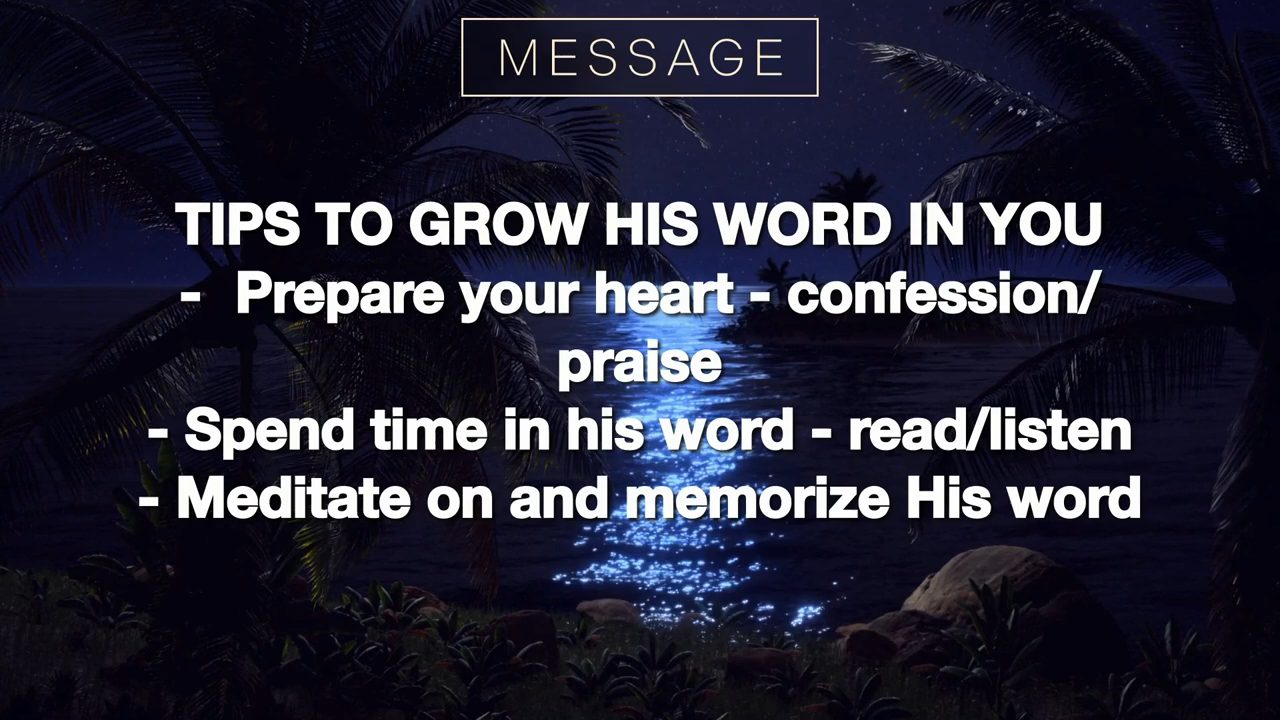 MESSAGE
TIPS TO GROW HIS WORD IN YOU
- Prepare your heart - confession/
praise
- Spend time in his word - read/listen
- Meditate on and memorize His word